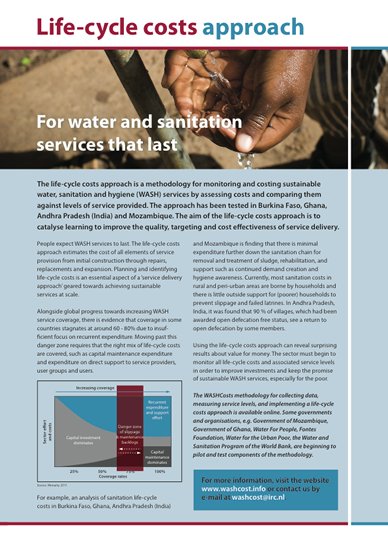 Life-cycle costs approach
For water and sanitation
services that last
The life-cycle costs approach is a methodology for monitoring and costing sustainable
water, sanitation and hygiene (WASH) services by assessing costs and comparing them
against levels of service provided. The approach has been tested in Burkina Faso, Ghana,
Andhra Pradesh (India) and Mozambique. The aim of the life-cycle costs approach is to
catalyse learning to improve the quality, targeting and cost effectiveness of service delivery.
People expect WASH services to last. The life-cycle costs
approach estimates the cost of all elements of service
provision from initial construction through repairs,
replacements and expansion. Planning and identifying
life-cycle costs is an essential aspect of a 'service delivery
approach' geared towards achieving sustainable
services at scale.
Alongside global progress towards increasing WASH
service coverage, there is evidence that coverage in some
countries stagnates at around 60 - 80% due to insuf-
ficient focus on recurrent expenditure. Moving past this
danger zone requires that the right mix of life-cycle costs
are covered, such as capital maintenance expenditure
and expenditure on direct support to service providers,
user groups and users.
Increasing coverage
Sector effort
and costs
Capital investment
dominates
Danger zone
of slippage
& maintenance
backlogs
Recurrent
expenditure
and support
effort
Capital
maintenance
dominates
25%
50%
75%
100%
Coverage rates
For example, an analysis of sanitation life-cycle
costs in Burkina Faso, Ghana, Andhra Pradesh (India)
and Mozambique is finding that there is minimal
expenditure further down the sanitation chain for
removal and treatment of sludge, rehabilitation, and
support such as continued demand creation and
hygiene awareness. Currently, most sanitation costs in
rural and peri-urban areas are borne by households and
there is little outside support for (poorer) households to
prevent slippage and failed latrines. In Andhra Pradesh,
India, it was found that 90 % of villages, which had been
awarded open defecation free status, see a return to
open defecation by some members.
Using the life-cycle costs approach can reveal surprising
results about value for money. The sector must begin to
monitor all life-cycle costs and associated service levels
in order to improve investments and keep the promise
of sustainable WASH services, especially for the poor.
The WASHCosts methodology for collecting data,
measuring service levels, and implementing a life-cycle
costs approach is available online. Some governments
and organisations, e.g. Government of Mozambique,
Government of Ghana, Water For People, Fontes
Foundation, Water for the Urban Poor, the Water and
Sanitation Program of the World Bank, are beginning to
pilot and test components of the methodology.
For more information, visit the website
www.washcost.info or contact us by
e-mail at washcost@irc.nl